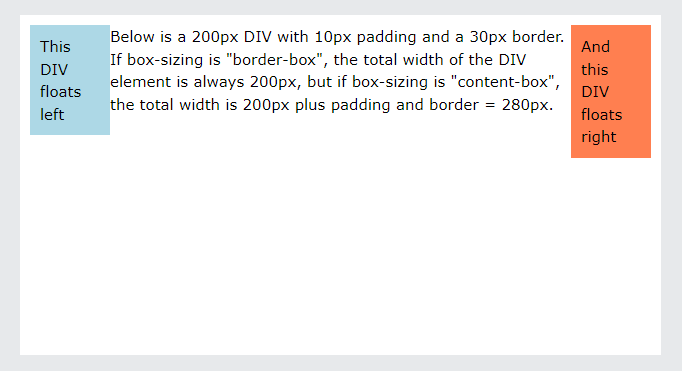 This
DIV
floats
left
Below is a 200px DIV with 10px padding and a 30px border.
If box-sizing is "border-box", the total width of the DIV
element is always 200px, but if box-sizing is "content-box",
the total width is 200px plus padding and border = 280px.
And
this
DIV
floats
right